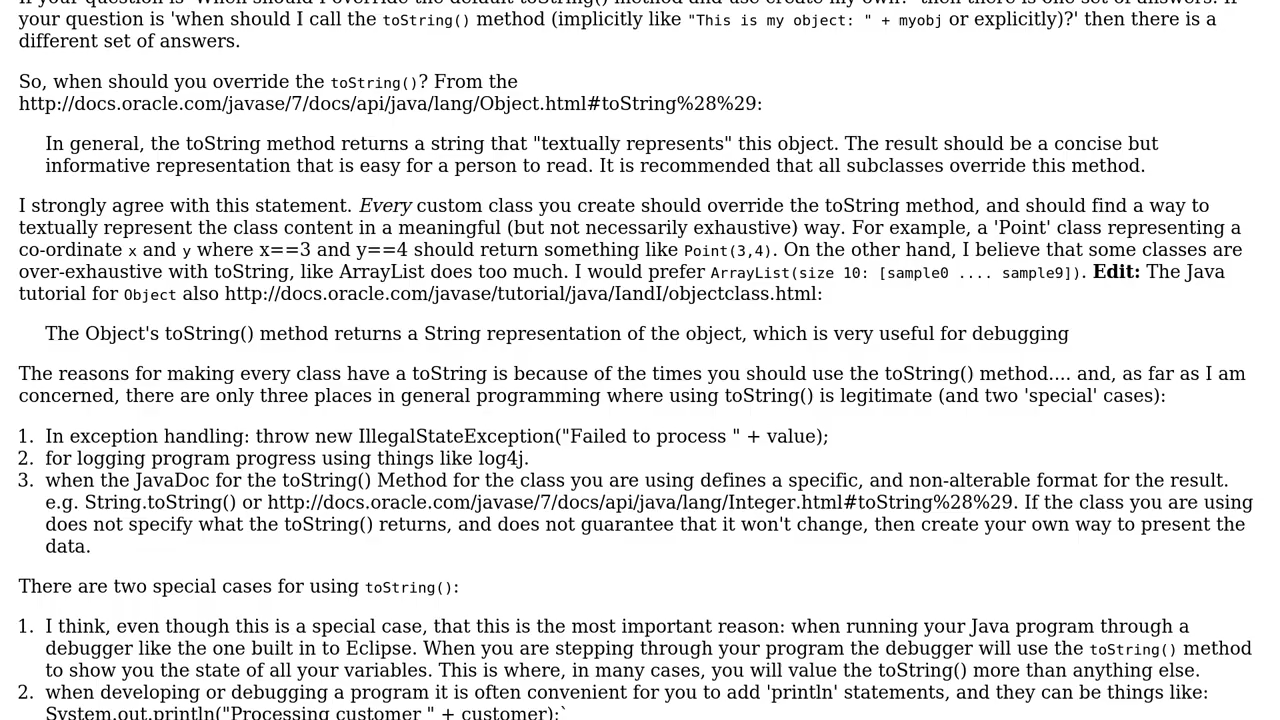 your question is 'when should I call the toString() method (implicitly like "This is my object: " + myobj or explicitly)?' then there is a
different set of answers.
So, when should you override the toString()? From the
http://docs.oracle.com/javase/7/docs/api/java/lang/Object.html#toString%28%29:
In general, the toString method returns a string that "textually represents" this object. The result should be a concise but
informative representation that is easy for a person to read. It is recommended that all subclasses override this method.
I strongly agree with this statement. Every custom class you create should override the toString method, and should find a way to
textually represent the class content in a meaningful (but not necessarily exhaustive) way. For example, a 'Point' class representing a
co-ordinate x and y where x==3 and y==4 should return something like Point(3,4). On the other hand, I believe that some classes are
over-exhaustive with toString, like ArrayList does too much. I would prefer ArrayList(size 10: [sample0 .... sample9]). Edit: The Java
tutorial for Object also http://docs.oracle.com/javase/tutorial/java/IandI/objectclass.html:
The Object's toString() method returns a String representation of the object, which is very useful for debugging
The reasons for making every class have a toString is because of the times you should use the toString() method.... and, as far as I am
concerned, there are only three places in general programming where using toString() is legitimate (and two 'special' cases):
1. In exception handling: throw new IllegalStateException("Failed to process " + value);
2. for logging program progress using things like log4j.
3. when the JavaDoc for the toString() Method for the class you are using defines a specific, and non-alterable format for the result.
e.g. String.toString() or http://docs.oracle.com/javase/7/docs/api/java/lang/Integer.html#toString%28%29. If the class you are using
does not specify what the toString() returns, and does not guarantee that it won't change, then create your own way to present the
data.
There are two special cases for using toString():
1. I think, even though this is a special case, that this is the most important reason: when running your Java program through a
debugger like the one built in to Eclipse. When you are stepping through your program the debugger will use the toString() method
to show you the state of all your variables. This is where, in many cases, you will value the toString() more than anything else.
2. when developing or debugging a program it is often convenient for you to add 'println' statements, and they can be things like:
System.out.println("Processing customer " + customer);`